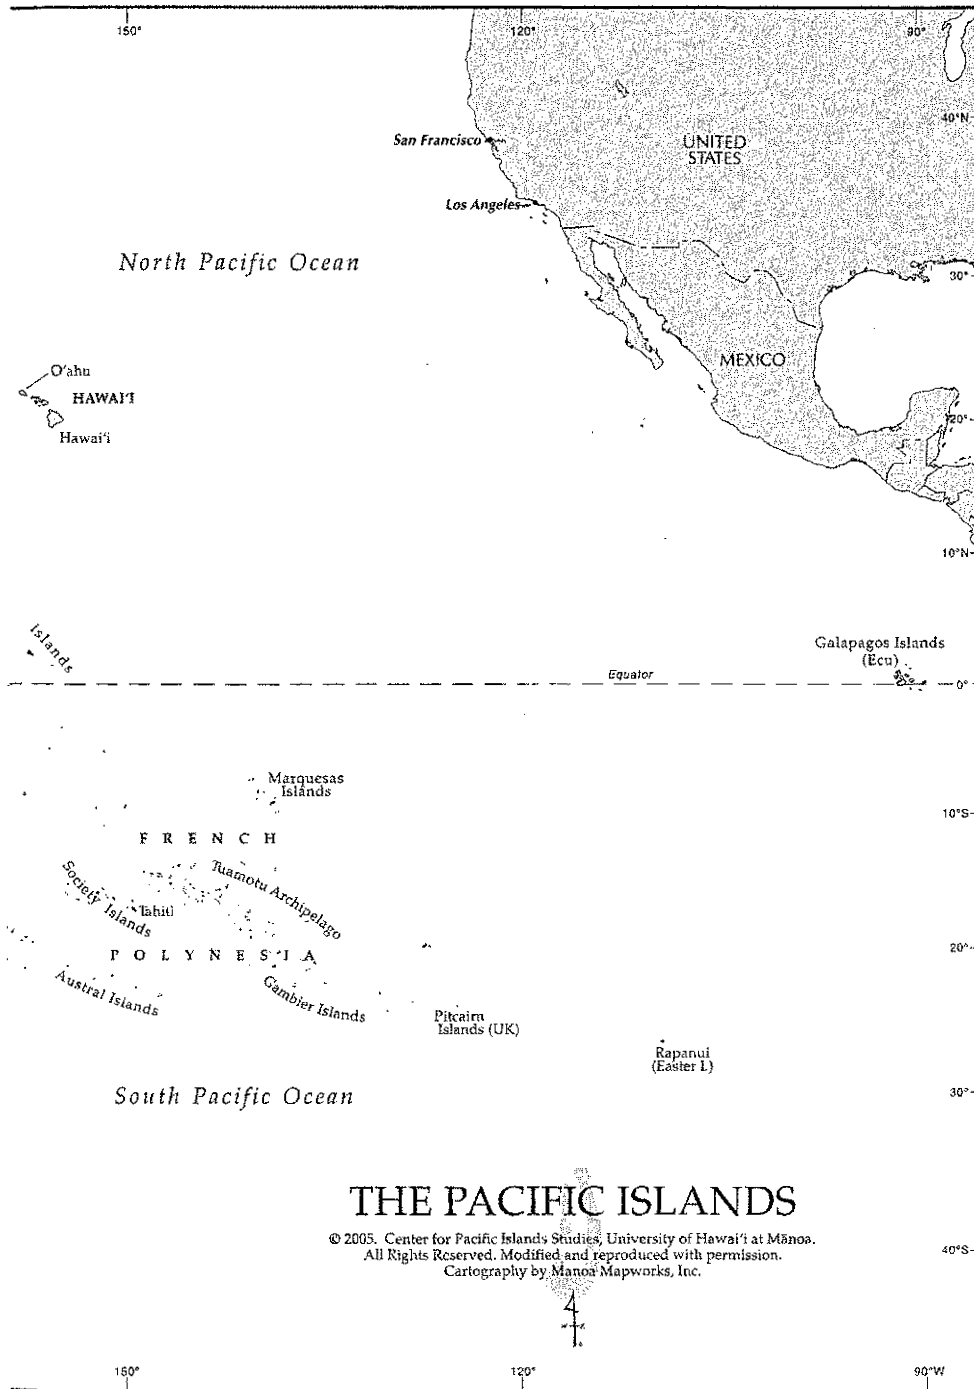 150°
120°
90°
40°N
San Francisco
UNITED
STATES
Los Angeles
North Pacific Ocean
30°
O'ahu
MEXICO
HAWAI'I
20°
Hawai'i
10°N
Islands
Galapagos Islands
(Ecu)
Equator
0°
Marquesas
Islands
10°S
FRENCH
Tuamotu Archipelago
Society Islands
Tahiti
20°
POLYNESIA
Austral Islands
Gambier Islands
Pitcairn
Islands (UK)
Rapanui
(Easter I.)
30°
South Pacific Ocean
THE PACIFIC ISLANDS
© 2005. Center for Pacific Islands Studies, University of Hawai'i at Mānoa.
All Rights Reserved. Modified and reproduced with permission.
Cartography by Manoa Mapworks, Inc.
40°S
150°
120°
90°W